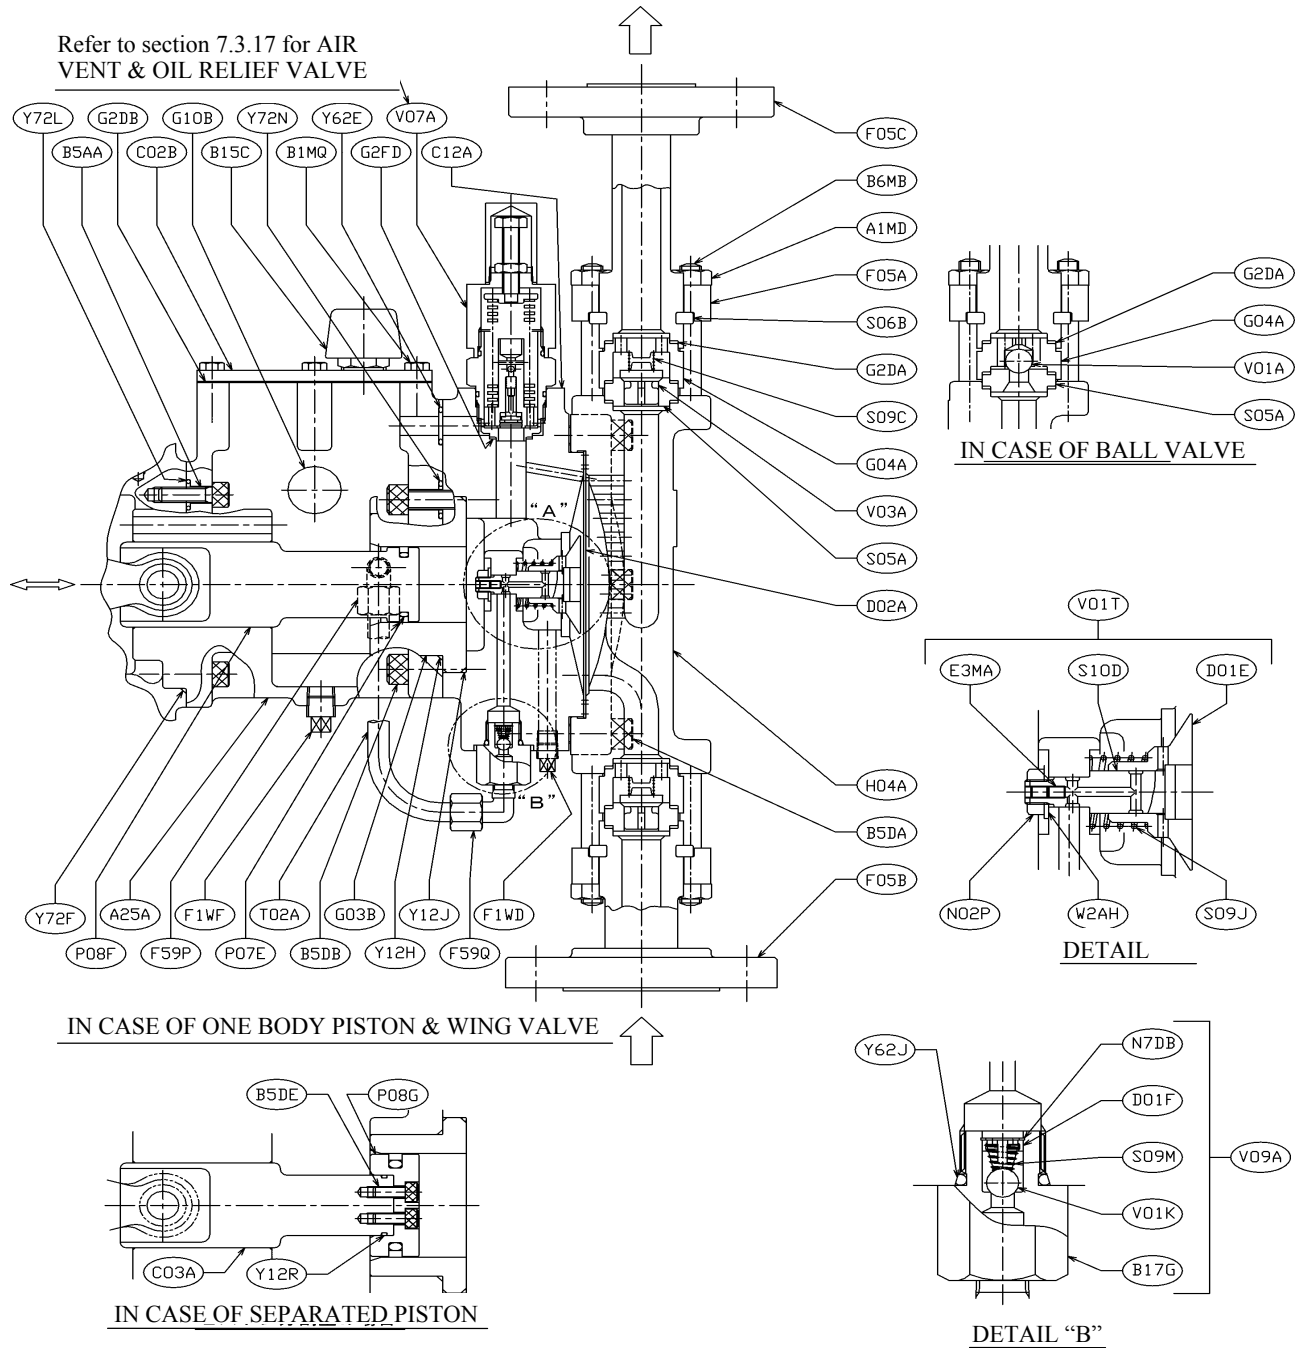 Refer to section 7.3.17 for AIR
VENT & OIL RELIEF VALVE
Y72L G2DB G10B Y72N Y62E V07A
B5AA C02B B15C B1MQ G2FD C12A
F05C
B6MB
A1MD
F05A
S06B
G2DA
S09C
G04A
V03A
S05A
D02A
H04A
B5DA
F05B
G2DA
G04A
V01A
S05A
IN CASE OF BALL VALVE
"A"
"B"
V01T
E3MA S10D D01E
N02P W2AH S09J
DETAIL
Y72F A25A F1WF T02A G03B Y12J F1WD
P08F F59P P07E B5DB Y12H F59Q
IN CASE OF ONE BODY PISTON & WING VALVE
B5DE P08G
C03A Y12R
IN CASE OF SEPARATED PISTON
Y62J
N7DB
D01F
S09M
V09A
V01K
B17G
DETAIL “B”